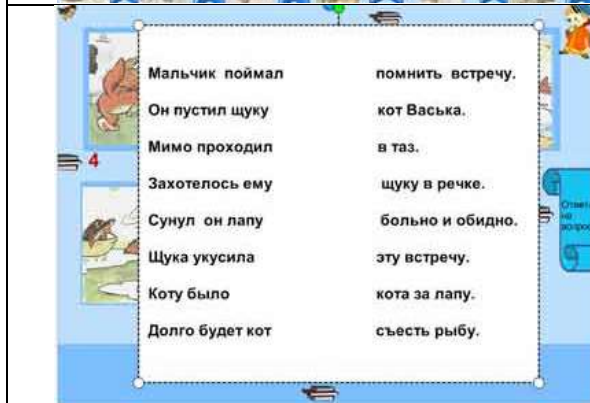 Мальчик поймал помнить встречу.
Он пустил щуку кот Васька.
Мимо проходил в таз.
4
Захотелось ему щуку в речке.
Сунул он лапу больно и обидно.
Щука укусила эту встречу.
Коту было кота за лапу.
Долго будет кот съесть рыбу.